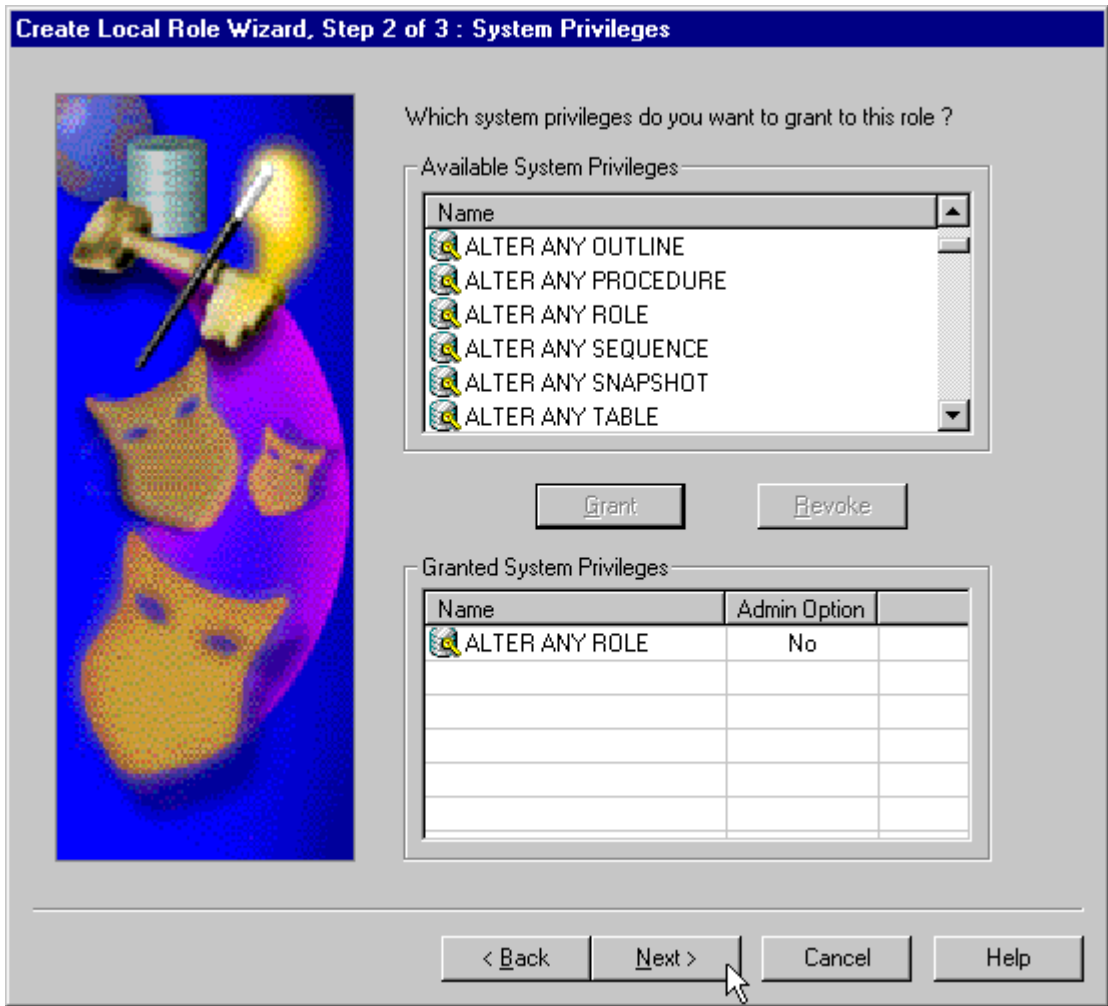 Create Local Role Wizard, Step 2 of 3 : System Privileges
Which system privileges do you want to grant to this role ?
Available System Privileges
Name
ALTER ANY OUTLINE
ALTER ANY PROCEDURE
ALTER ANY ROLE
ALTER ANY SEQUENCE
ALTER ANY SNAPSHOT
ALTER ANY TABLE
Grant Revoke
Granted System Privileges
Name Admin Option
ALTER ANY ROLE No
< Back Next > Cancel Help